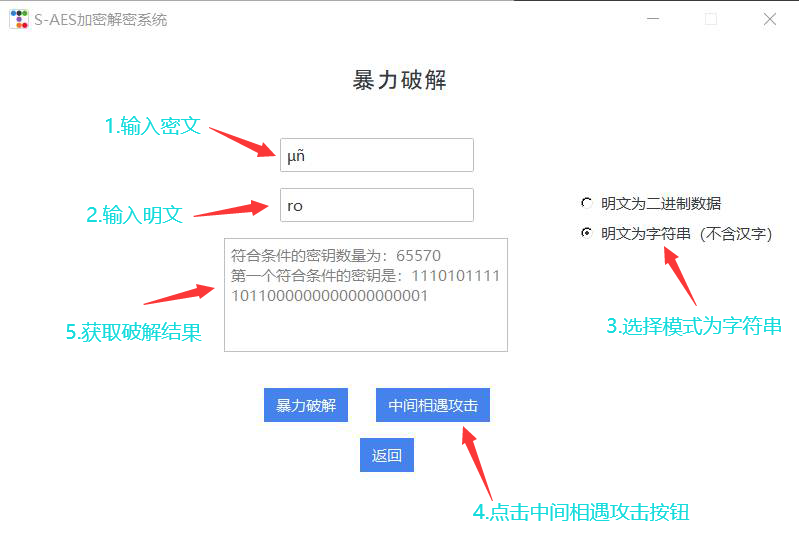 S-AES加密解密系统
暴力破解
1.输入密文
µñ
2.输入明文
ro
明文为二进制数据
明文为字符串（不含汉字）
符合条件的密钥数量为：65570
第一个符合条件的密钥是：1110101111
1011000000000000000001
5.获取破解结果
3.选择模式为字符串
暴力破解
中间相遇攻击
返回
4.点击中间相遇攻击按钮